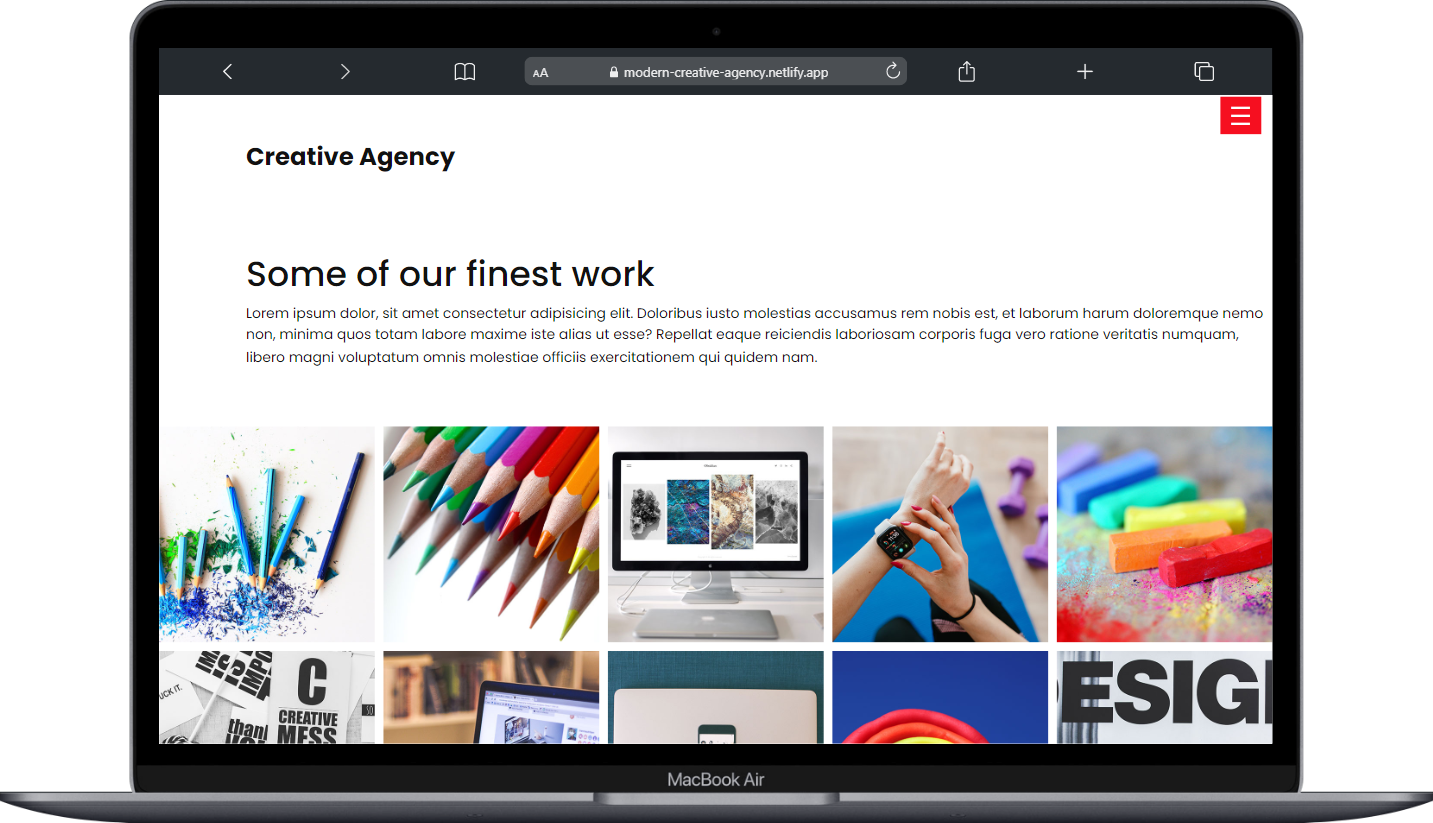 AA modern-creative-agency.netlify.app
Creative Agency
Some of our finest work
Lorem ipsum dolor, sit amet consectetur adipisicing elit. Doloribus iusto molestias accusamus rem nobis est, et laborum harum doloremque nemo
non, minima quos totam labore maxime iste alias ut esse? Repellat eaque reiciendis laboriosam corporis fuga vero ratione veritatis numquam,
libero magni voluptatum omnis molestiae officiis exercitationem qui quidem nam.
UCK IT.
C
CREATIVE
MESS
thank
ESIG
MacBook Air